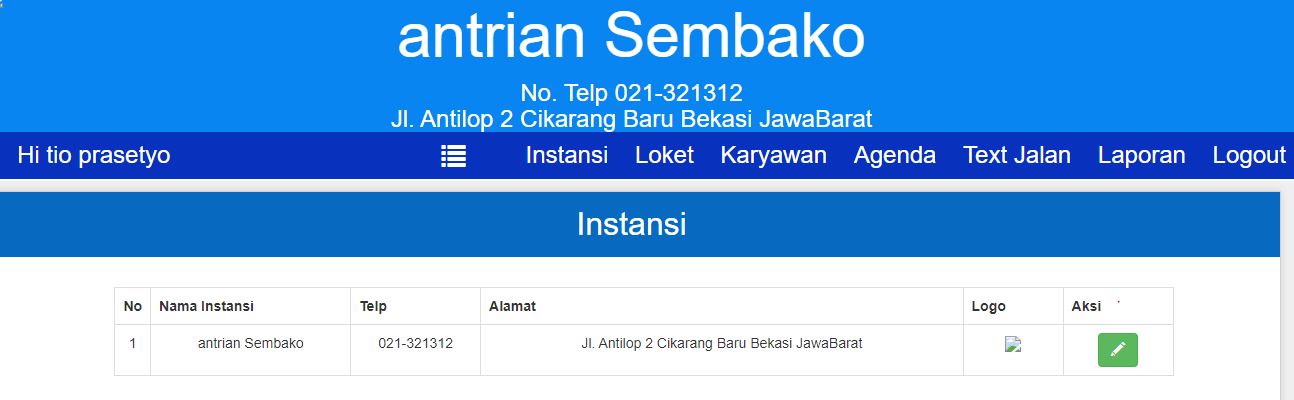 antrian Sembako
No. Telp 021-321312
Jl. Antilop 2 Cikarang Baru Bekasi JawaBarat
Hi tio prasetyo Instansi Loket Karyawan Agenda Text Jalan Laporan Logout
Instansi
No Nama Instansi Telp Alamat Logo Aksi
1 antrian Sembako 021-321312 Jl. Antilop 2 Cikarang Baru Bekasi JawaBarat